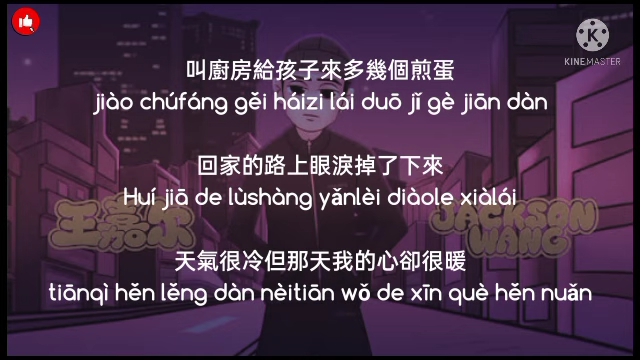 KINEMASTER
叫廚房給孩子來多幾個煎蛋
jiào chúfáng gěi háizi lái duō jǐ gè jiān dàn
回家的路上眼淚掉了下來
Huí jiā de lùshàng yǎnlèi diàole xiàlái
王嘉尔
JACKSON
WANG
天氣很冷但那天我的心卻很暖
tiānqì hěn lěng dàn nèitiān wǒ de xīn què hěn nuǎn